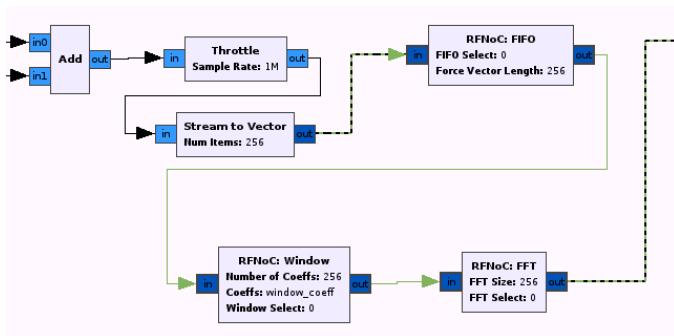 in0
in1
Add
out
in
Throttle
Sample Rate: 1M
out
in
Stream to Vector
Num Items: 256
out
in
RFNoC: FIFO
FIFO Select: 0
Force Vector Length: 256
out
in
RFNoC: Window
Number of Coeffs: 256
Coeffs: window_coeff
Window Select: 0
out
in
RFNoC: FFT
FFT Size: 256
FFT Select: 0
out